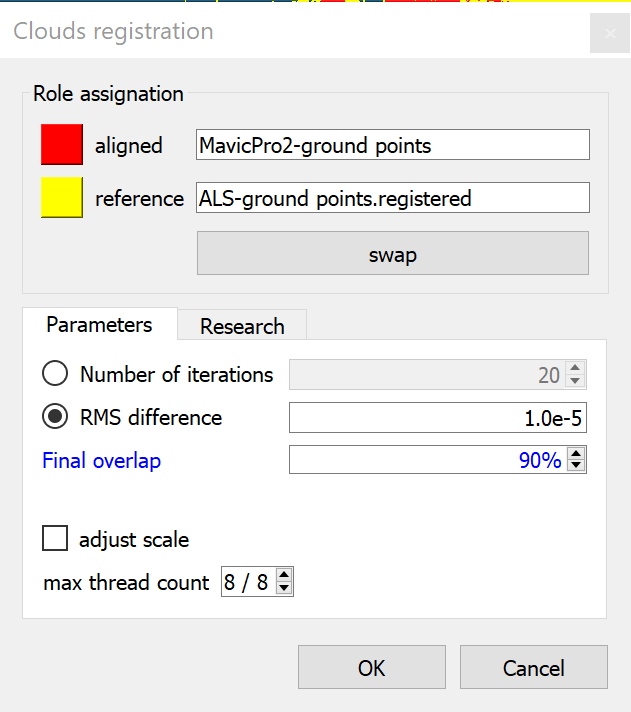 Clouds registration
Role assignation
aligned MavicPro2-ground points
reference ALS-ground points.registered
swap
Parameters Research
Number of iterations 20
RMS difference 1.0e-5
Final overlap 90%
adjust scale
max thread count 8 / 8
OK Cancel